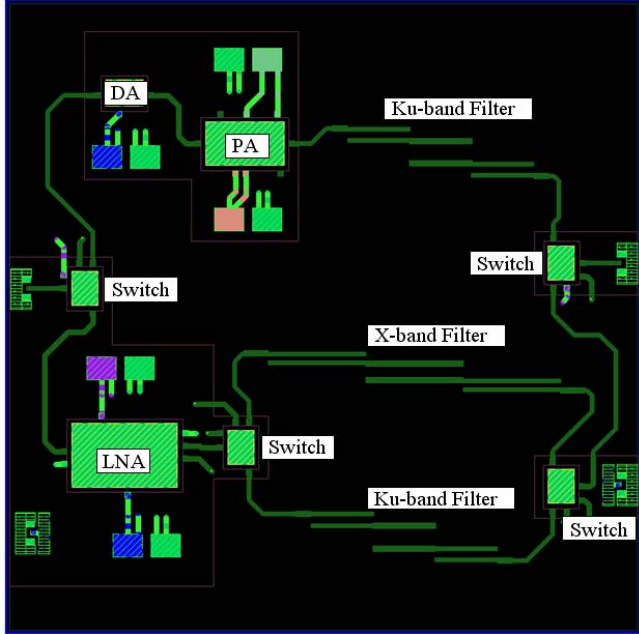 DA
Ku-band Filter
PA
Switch
Switch
X-band Filter
Switch
LNA
Ku-band Filter
Switch